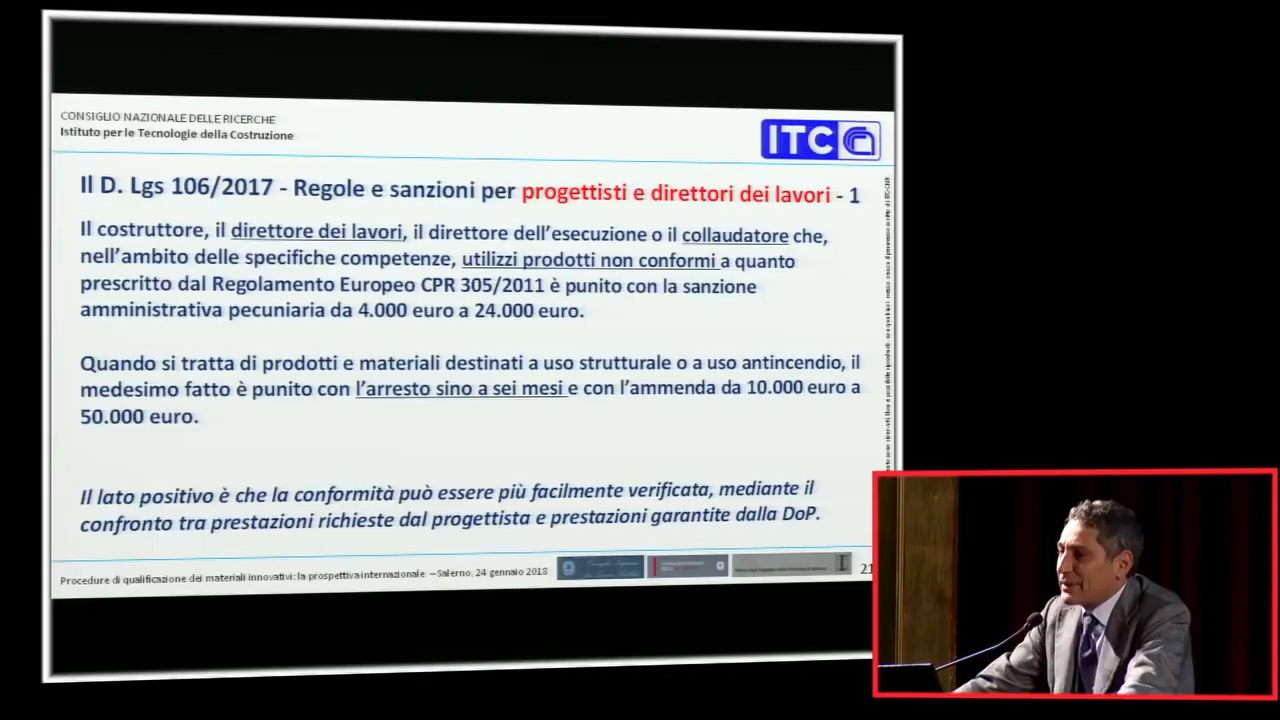 CONSIGLIO NAZIONALE DELLE RICERCHE
Istituto per le Tecnologie della Costruzione
ITC
Il D. Lgs 106/2017 - Regole e sanzioni per progettisti e direttori dei lavori - 1
Il costruttore, il direttore dei lavori, il direttore dell'esecuzione o il collaudatore che,
nell'ambito delle specifiche competenze, utilizzi prodotti non conformi a quanto
prescritto dal Regolamento Europeo CPR 305/2011 è punito con la sanzione
amministrativa pecuniaria da 4.000 euro a 24.000 euro.
Quando si tratta di prodotti e materiali destinati a uso strutturale o a uso antincendio, il
medesimo fatto è punito con l'arresto sino a sei mesi e con l'ammenda da 10.000 euro a
50.000 euro.
Il lato positivo è che la conformità può essere più facilmente verificata, mediante il
confronto tra prestazioni richieste dal progettista e prestazioni garantite dalla DoP.
Procedure di qualificazione dei materiali innovativi: la prospettiva internazionale – Salerno, 24 gennaio 2018
21